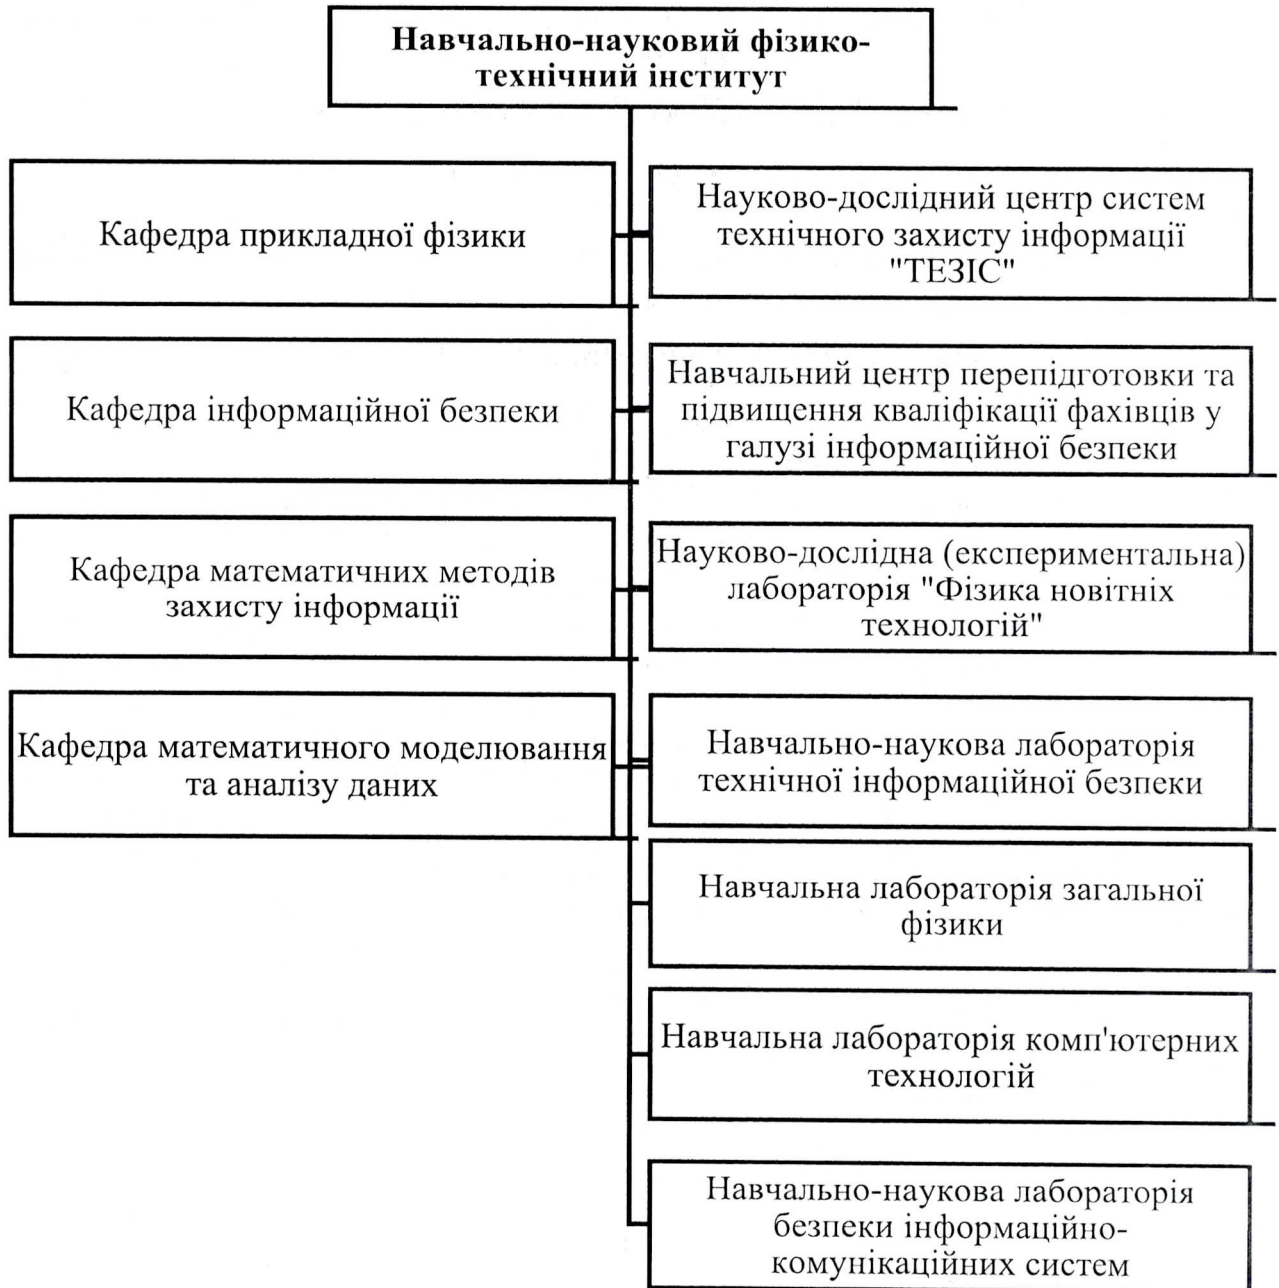 Навчально-науковий фізико-
технічний інститут
Кафедра прикладної фізики
Науково-дослідний центр систем
технічного захисту інформації
"ТЕЗІС"
Кафедра інформаційної безпеки
Навчальний центр перепідготовки та
підвищення кваліфікації фахівців у
галузі інформаційної безпеки
Кафедра математичних методів
захисту інформації
Науково-дослідна (експериментальна)
лабораторія "Фізика новітніх
технологій"
Кафедра математичного моделювання
та аналізу даних
Навчально-наукова лабораторія
технічної інформаційної безпеки
Навчальна лабораторія загальної
фізики
Навчальна лабораторія комп'ютерних
технологій
Навчально-наукова лабораторія
безпеки інформаційно-
комунікаційних систем